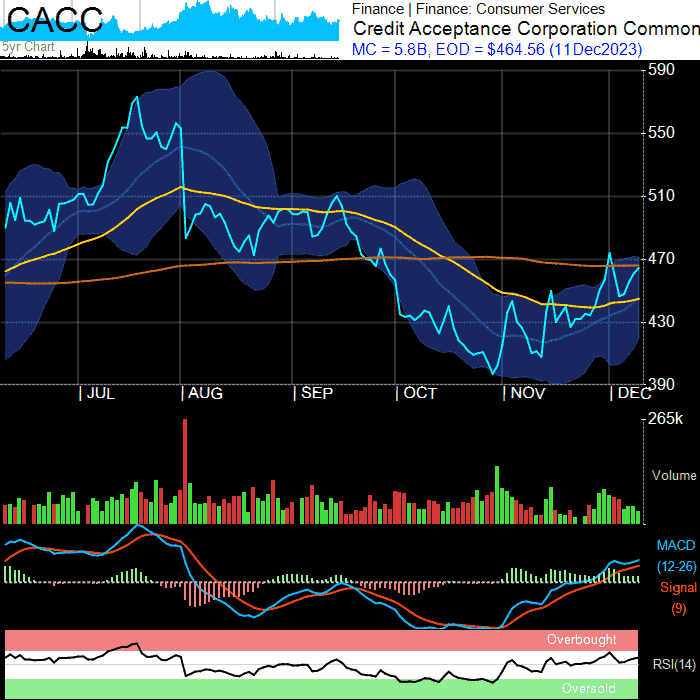 CACC
5yr Chart
Finance | Finance: Consumer Services
Credit Acceptance Corporation Common
MC = 5.8B, EOD = $464.56 (11Dec2023)
590
550
510
470
430
390
| JUL | AUG | SEP | OCT | NOV | DEC
265k
Volume
MACD
(12-26)
Signal
(9)
Overbought
RSI(14)
Oversold